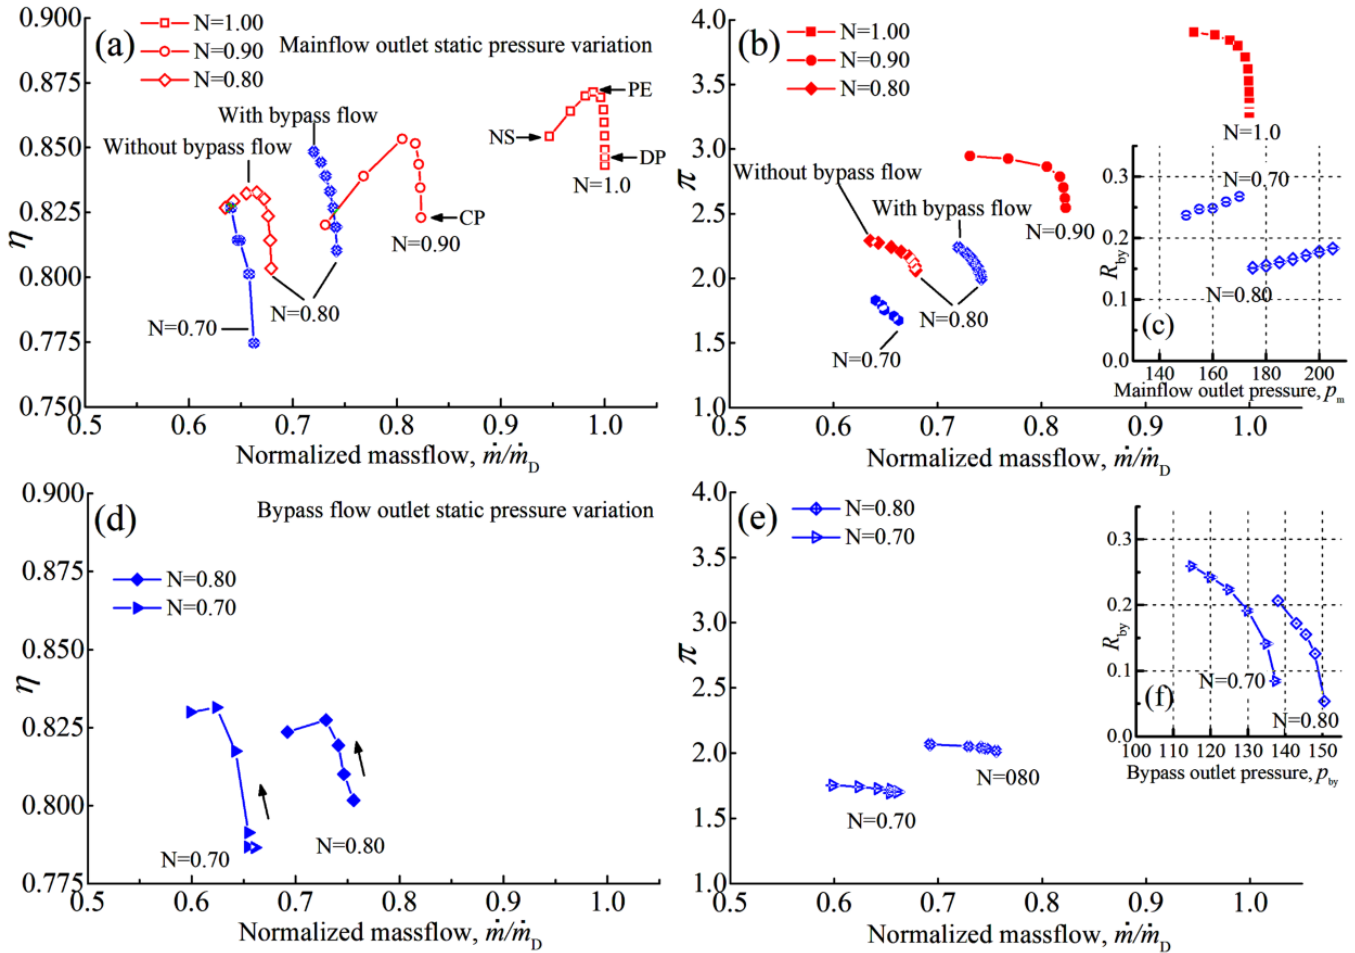 (a)
N=1.00
N=0.90
N=0.80
Mainflow outlet static pressure variation
With bypass flow
Without bypass flow
PE
NS
DP
N=1.0
CP
N=0.90
N=0.80
N=0.70
0.900
0.875
0.850
0.825
0.800
0.775
0.750
η
0.5
0.6
0.7
0.8
0.9
1.0
Normalized massflow, ṁ/ṁ_D
(b)
N=1.00
N=0.90
N=0.80
N=1.0
Without bypass flow
With bypass flow
N=0.90
N=0.80
N=0.70
4.0
3.5
3.0
2.5
2.0
1.5
1.0
π
0.5
0.6
0.7
0.8
0.9
1.0
Normalized massflow, ṁ/ṁ_D
(c)
N=0.70
N=0.80
0.3
0.2
0.1
0.0
R_by
140
160
180
200
Mainflow outlet pressure, p_m
(d)
Bypass flow outlet static pressure variation
N=0.80
N=0.70
N=0.70
N=0.80
0.900
0.875
0.850
0.825
0.800
0.775
η
0.5
0.6
0.7
0.8
0.9
1.0
Normalized massflow, ṁ/ṁ_D
(e)
N=0.80
N=0.70
N=080
N=0.70
4.0
3.5
3.0
2.5
2.0
1.5
1.0
π
0.5
0.6
0.7
0.8
0.9
1.0
Normalized massflow, ṁ/ṁ_D
(f)
N=0.70
N=0.80
0.3
0.2
0.1
0.0
R_by
100
110
120
130
140
150
Bypass outlet pressure, p_by